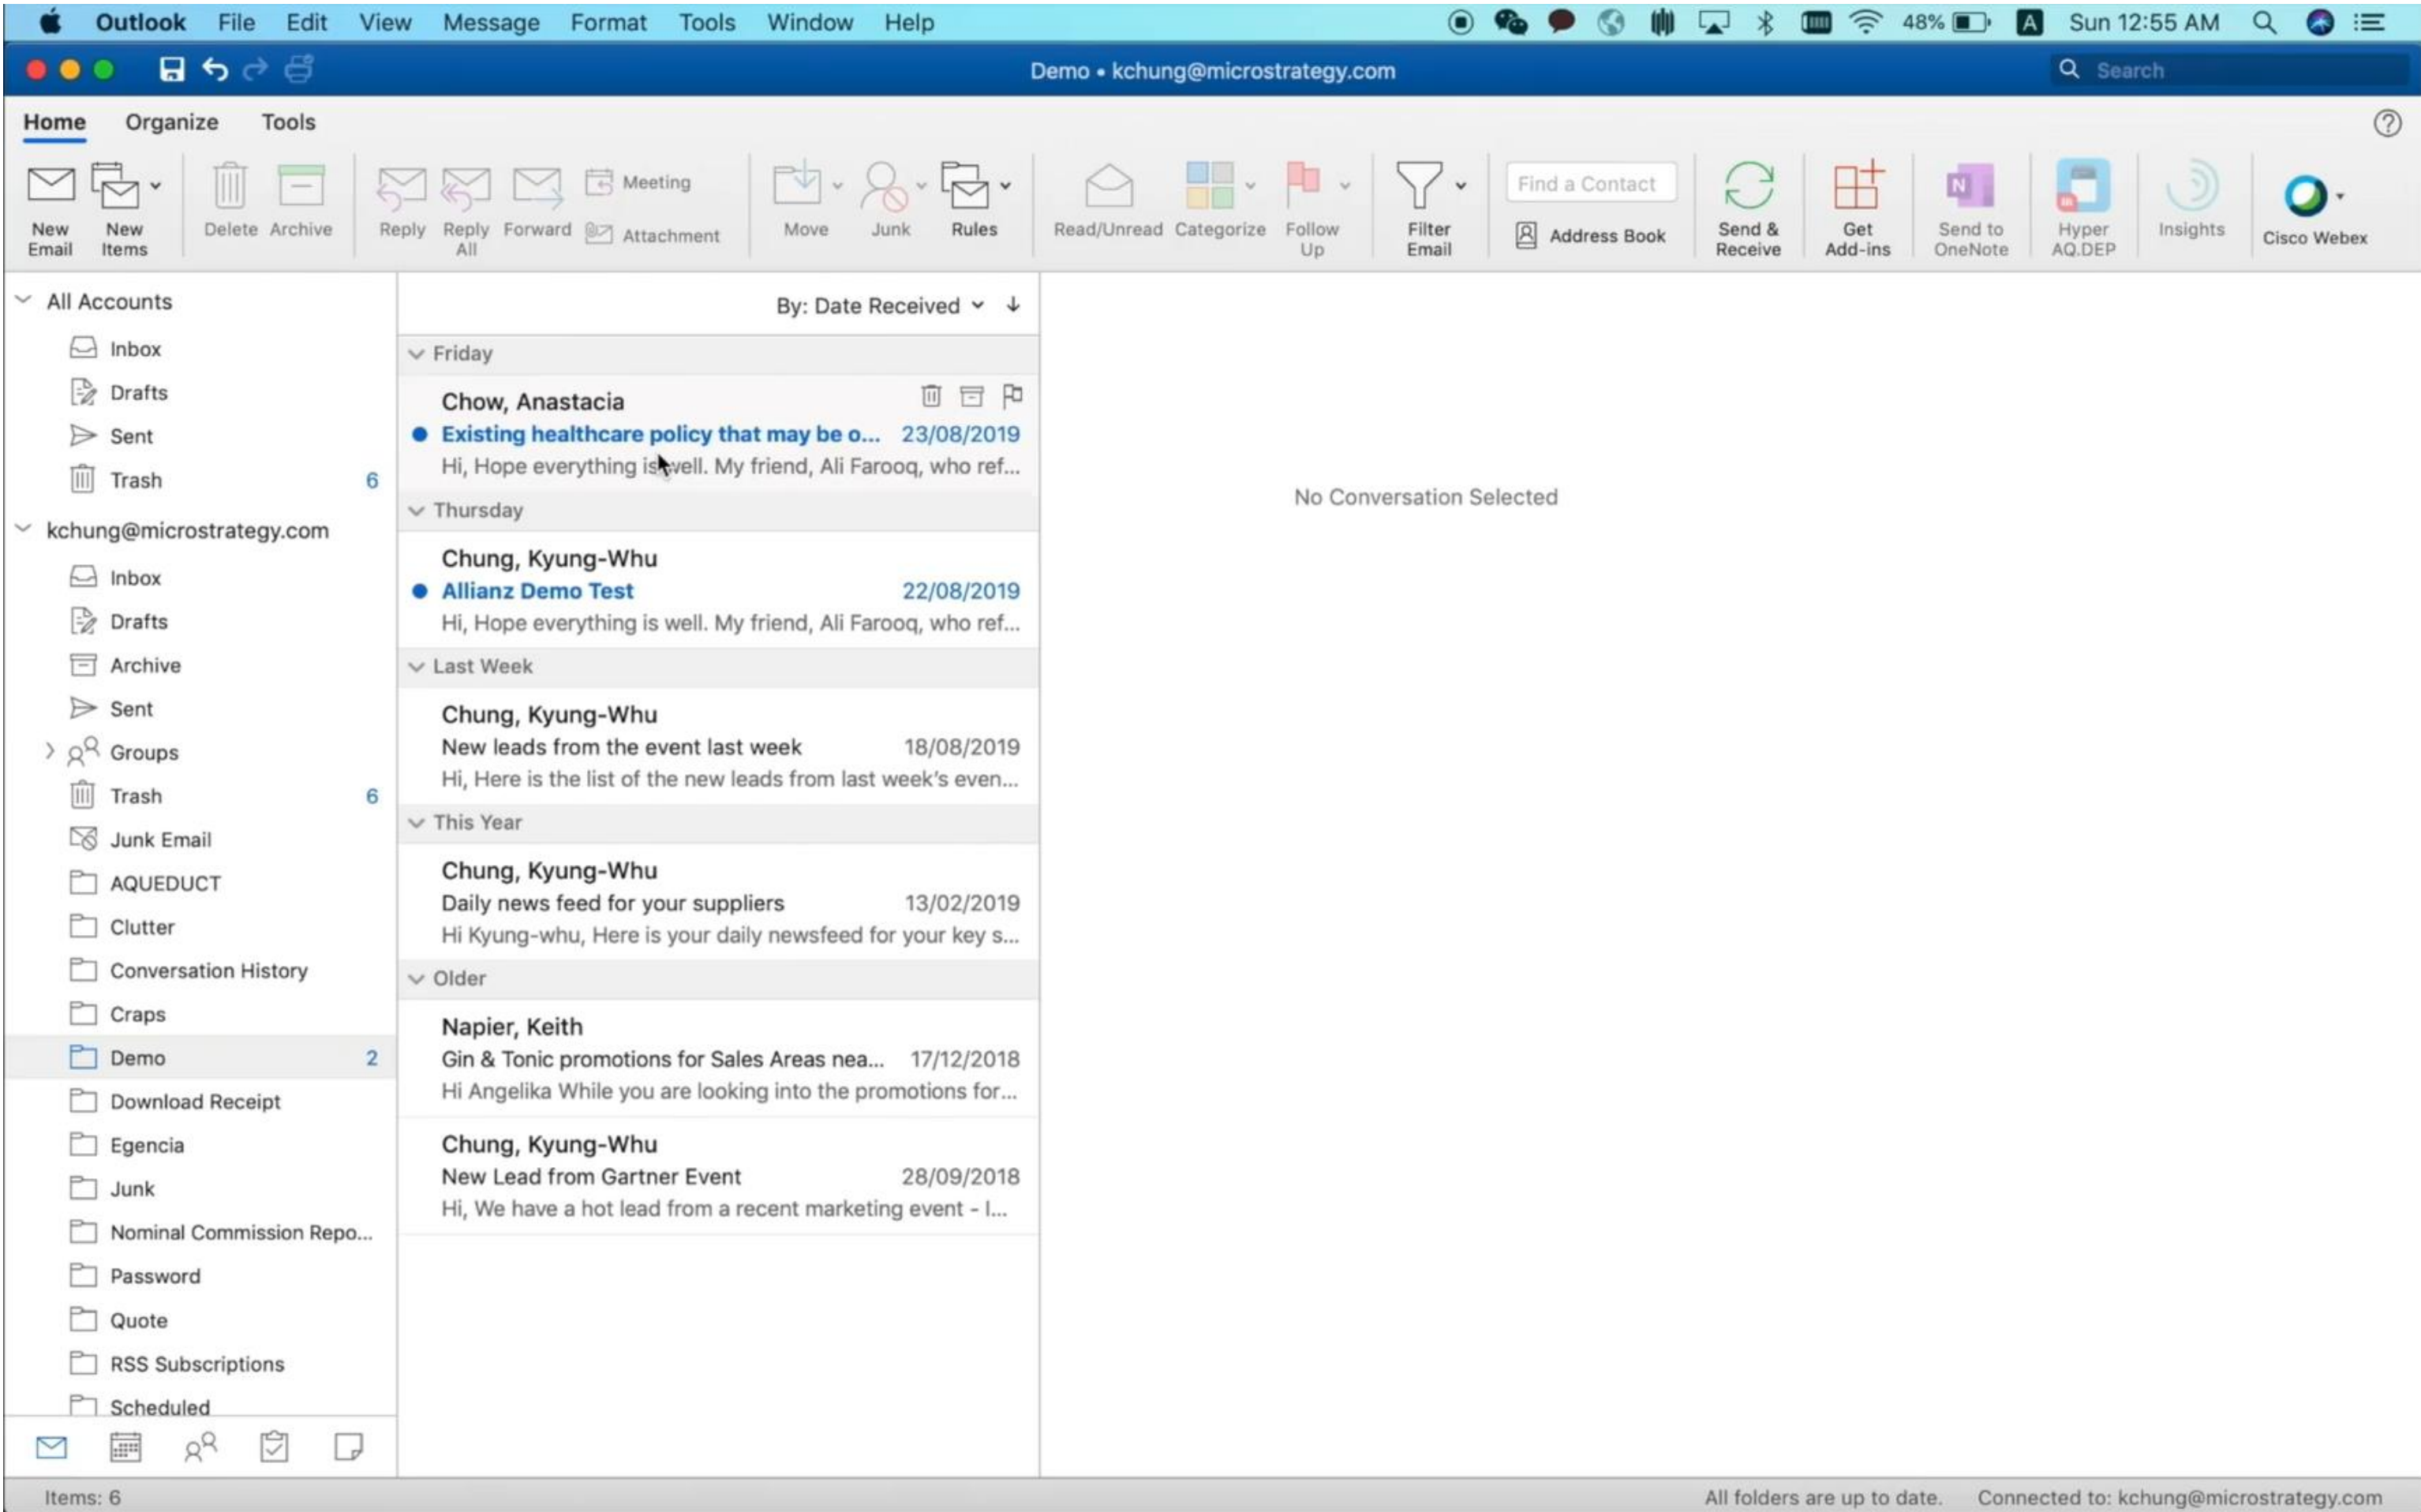 Outlook File Edit View Message Format Tools Window Help 48% A Sun 12:55 AM
Demo • kchung@microstrategy.com Search
Home Organize Tools
New Email New Items Delete Archive Reply Reply All Forward Meeting Attachment Move Junk Rules Read/Unread Categorize Follow Up Filter Email Find a Contact Address Book Send & Receive Get Add-ins N Send to OneNote Hyper AQ.DEP Insights Cisco Webex
All Accounts
Inbox
Drafts
Sent
Trash 6
kchung@microstrategy.com
Inbox
Drafts
Archive
Sent
Groups
Trash 6
Junk Email
AQUEDUCT
Clutter
Conversation History
Craps
Demo 2
Download Receipt
Egencia
Junk
Nominal Commission Repo...
Password
Quote
RSS Subscriptions
Scheduled
By: Date Received
Friday
Chow, Anastacia
Existing healthcare policy that may be o... 23/08/2019
Hi, Hope everything is well. My friend, Ali Farooq, who ref...
Thursday
Chung, Kyung-Whu
Allianz Demo Test 22/08/2019
Hi, Hope everything is well. My friend, Ali Farooq, who ref...
Last Week
Chung, Kyung-Whu
New leads from the event last week 18/08/2019
Hi, Here is the list of the new leads from last week's even...
This Year
Chung, Kyung-Whu
Daily news feed for your suppliers 13/02/2019
Hi Kyung-whu, Here is your daily newsfeed for your key s...
Older
Napier, Keith
Gin & Tonic promotions for Sales Areas nea... 17/12/2018
Hi Angelika While you are looking into the promotions for...
Chung, Kyung-Whu
New Lead from Gartner Event 28/09/2018
Hi, We have a hot lead from a recent marketing event - I...
No Conversation Selected
Items: 6 All folders are up to date. Connected to: kchung@microstrategy.com